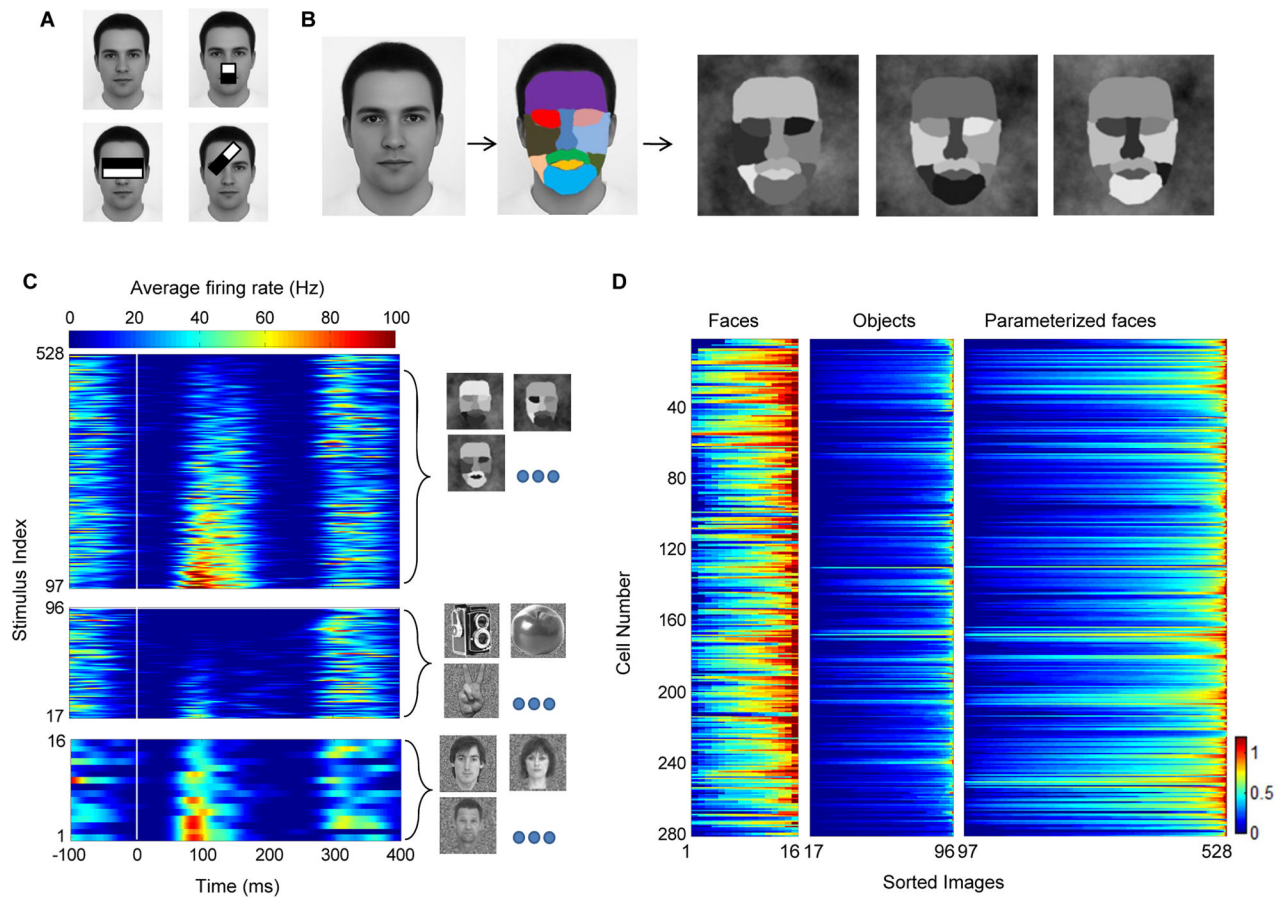 A
B
C
Average firing rate (Hz)
0 20 40 60 80 100
528
97
96
17
16
1
Stimulus Index
-100 0 100 200 300 400
Time (ms)
D
Faces Objects Parameterized faces
40
80
120
160
200
240
280
Cell Number
1
0.5
0
1 16 17 96 97 528
Sorted Images